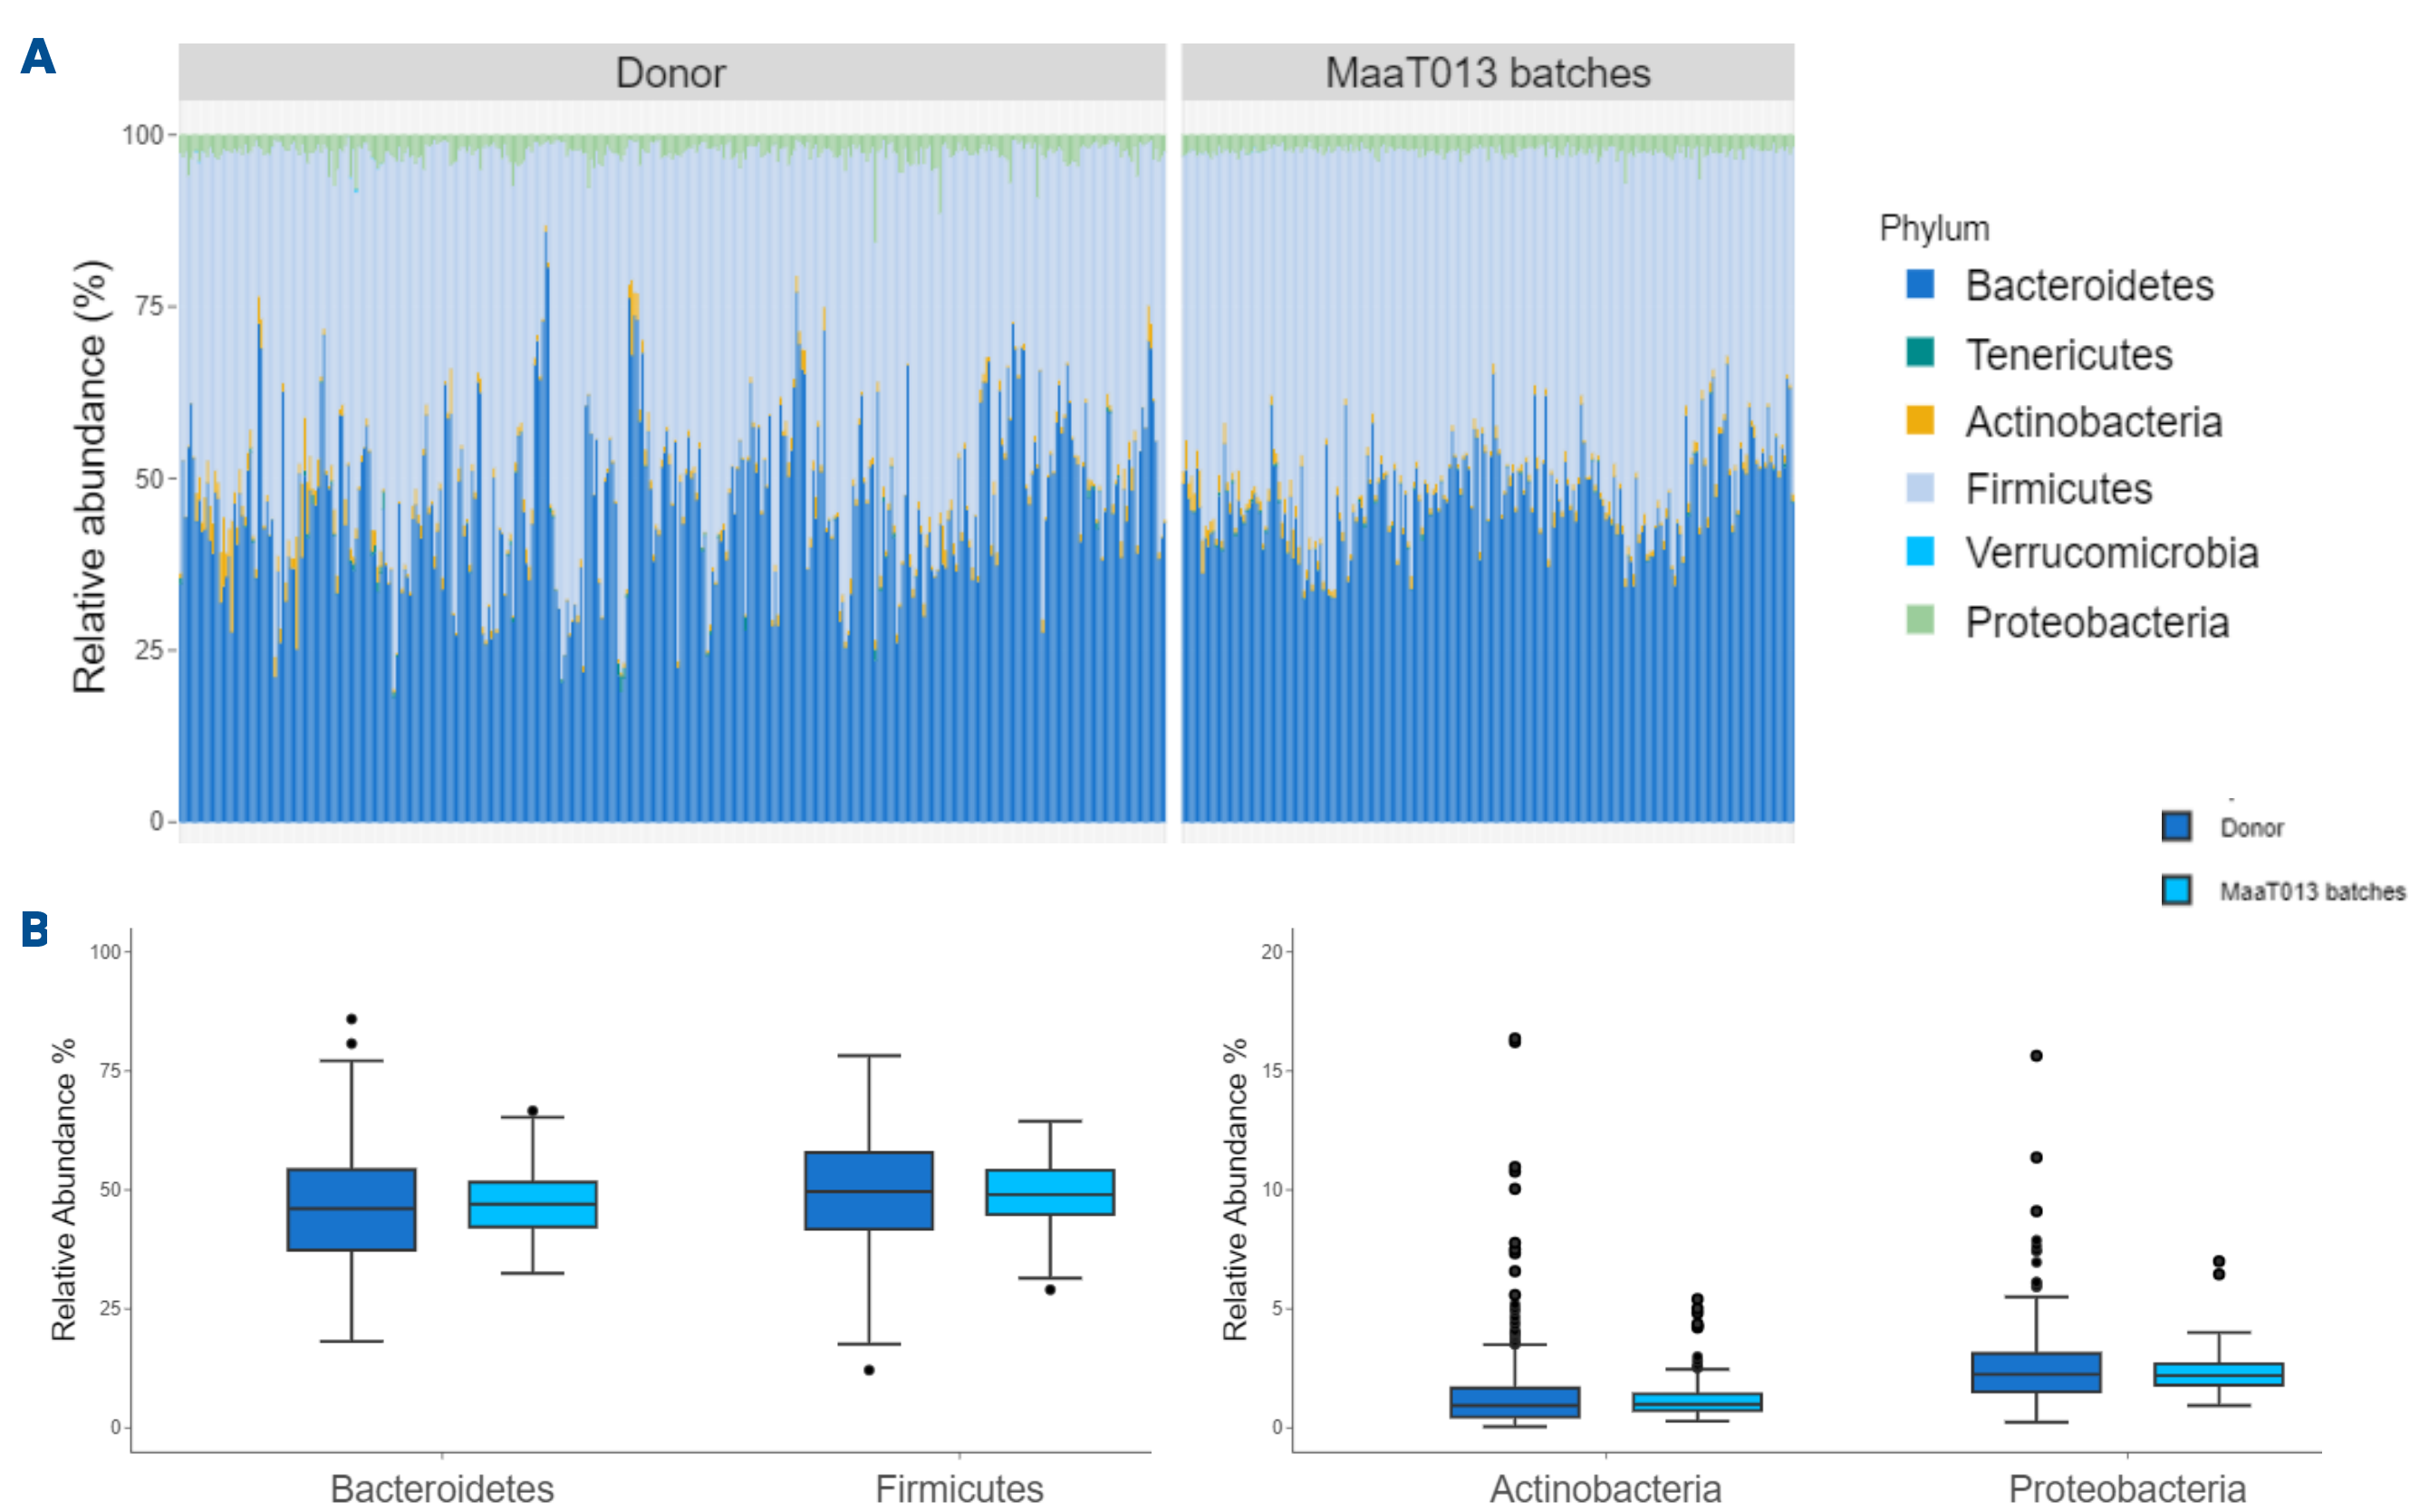 A
Donor
MaaT013 batches
Relative abundance (%)
100
75
50
25
0
Phylum
Bacteroidetes
Tenericutes
Actinobacteria
Firmicutes
Verrucomicrobia
Proteobacteria
Donor
MaaT013 batches
B
Relative Abundance %
100
75
50
25
0
Bacteroidetes
Firmicutes
Relative Abundance %
20
15
10
5
0
Actinobacteria
Proteobacteria